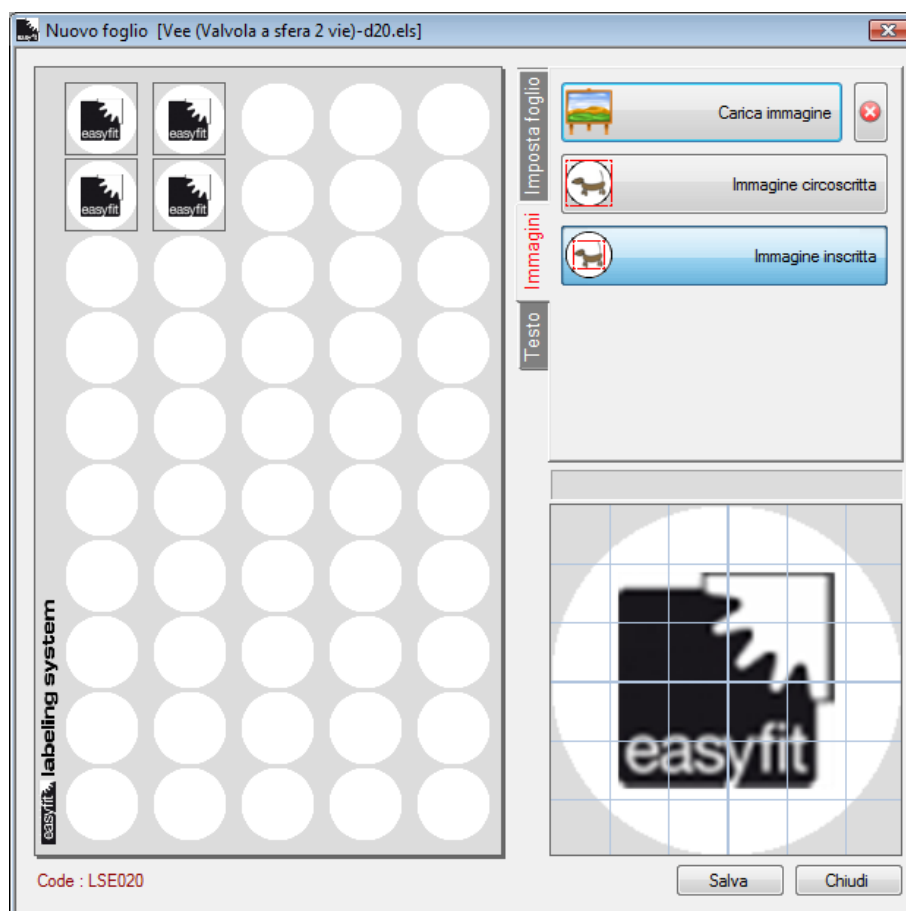 Nuovo foglio [Vee (Valvola a sfera 2 vie)-d20.els]
easyfit easyfit
easyfit easyfit
easyfit labeling system
Code : LSE020
Imposta foglio
Immagini
Testo
Carica immagine
Immagine circoscritta
Immagine inscritta
easyfit
Salva Chiudi